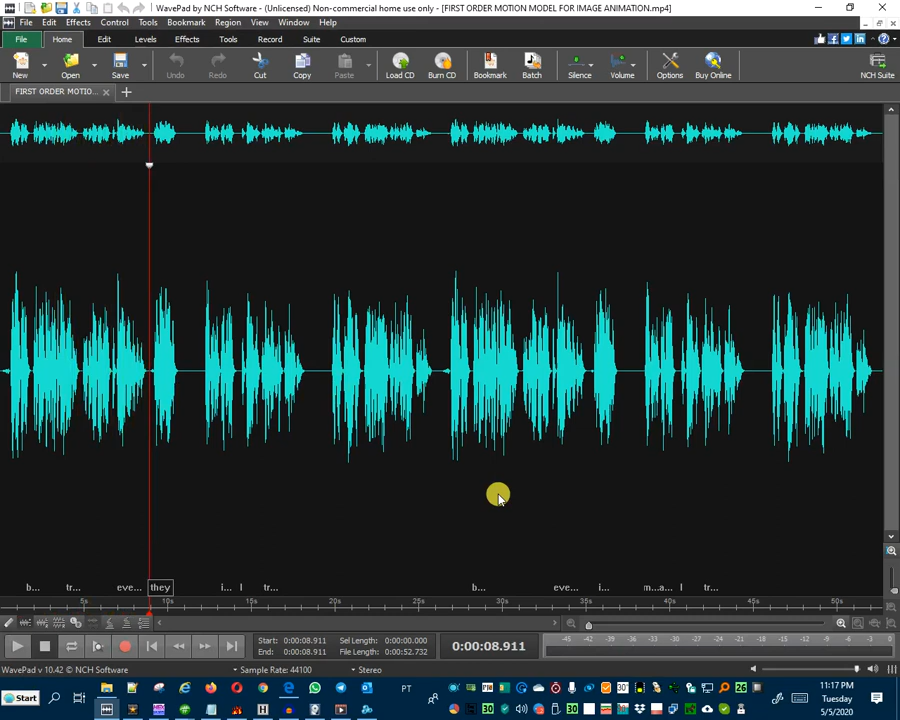 WavePad by NCH Software - (Unlicensed) Non-commercial home use only - [FIRST ORDER MOTION MODEL FOR IMAGE ANIMATION.mp4]
File Edit Effects Control Tools Bookmark Region View Window Help
File Home Edit Levels Effects Tools Record Suite Custom
New Open Save Undo Redo Cut Copy Paste Load CD Burn CD Bookmark Batch Silence Volume Options Buy Online NCH Suite
FIRST ORDER MOTIO...
b... tr... eve... they i... I tr... b... eve... i... m...a... I tr...
5s 10s 15s 20s 25s 30s 35s 40s 45s 50s
Start: 0:00:08.911 Sel Length: 0:00:00.000
End: 0:00:08.911 File Length: 0:00:52.732
0:00:08.911
-45 -42 -39 -36 -33 -30 -27 -24 -21 -18 -15 -12 -9 -6 -3 0
WavePad v 10.42 © NCH Software Sample Rate: 44100 Stereo
Start PT 30 26 11:17 PM
Tuesday
30 30 5/5/2020